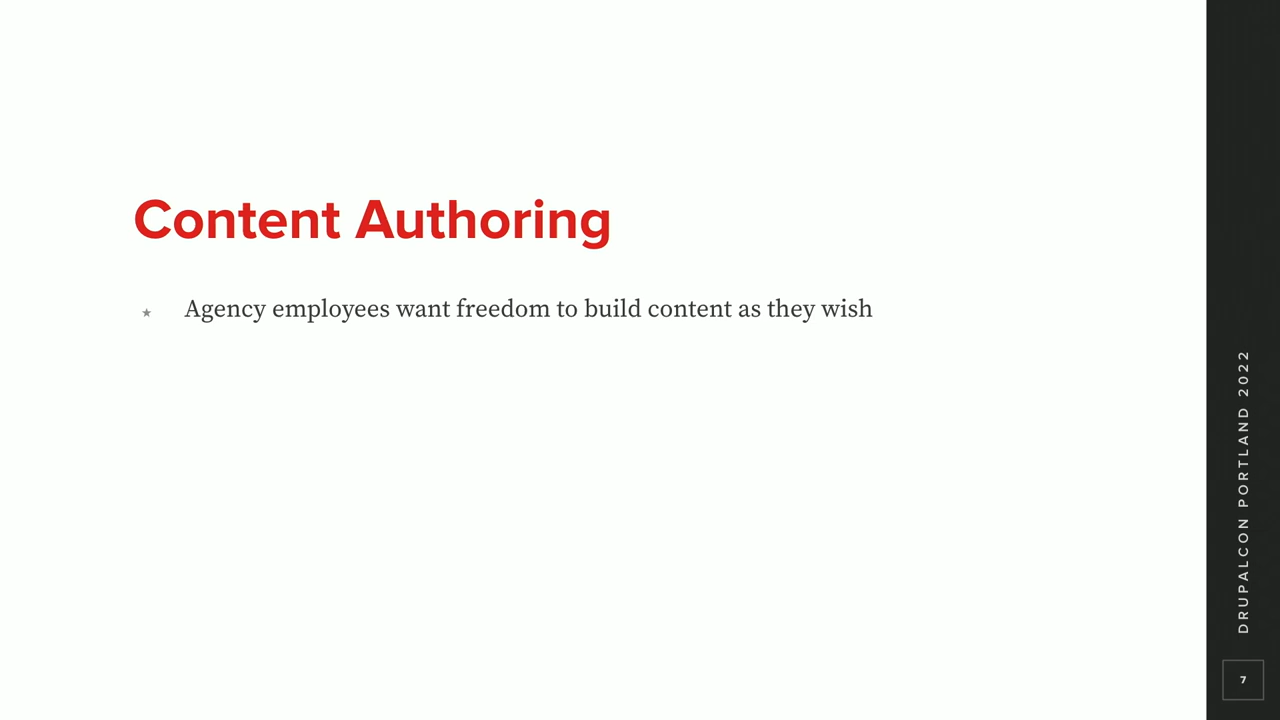 Content Authoring
★ Agency employees want freedom to build content as they wish
DRUPALCON PORTLAND 2022
7